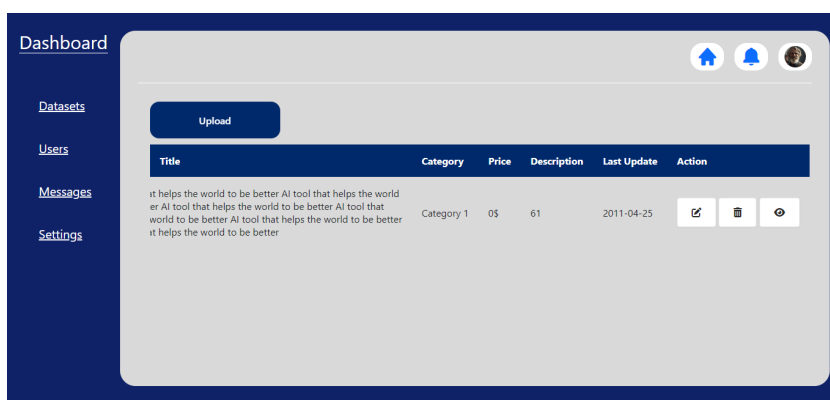 Dashboard
Datasets
Users
Messages
Settings
Upload
Title Category Price Description Last Update Action
helps the world to be better AI tool that helps the world
AI tool that helps the world to be better AI tool that
world to be better AI tool that helps the world to be better
helps the world to be better
Category 1 0$ 61 2011-04-25